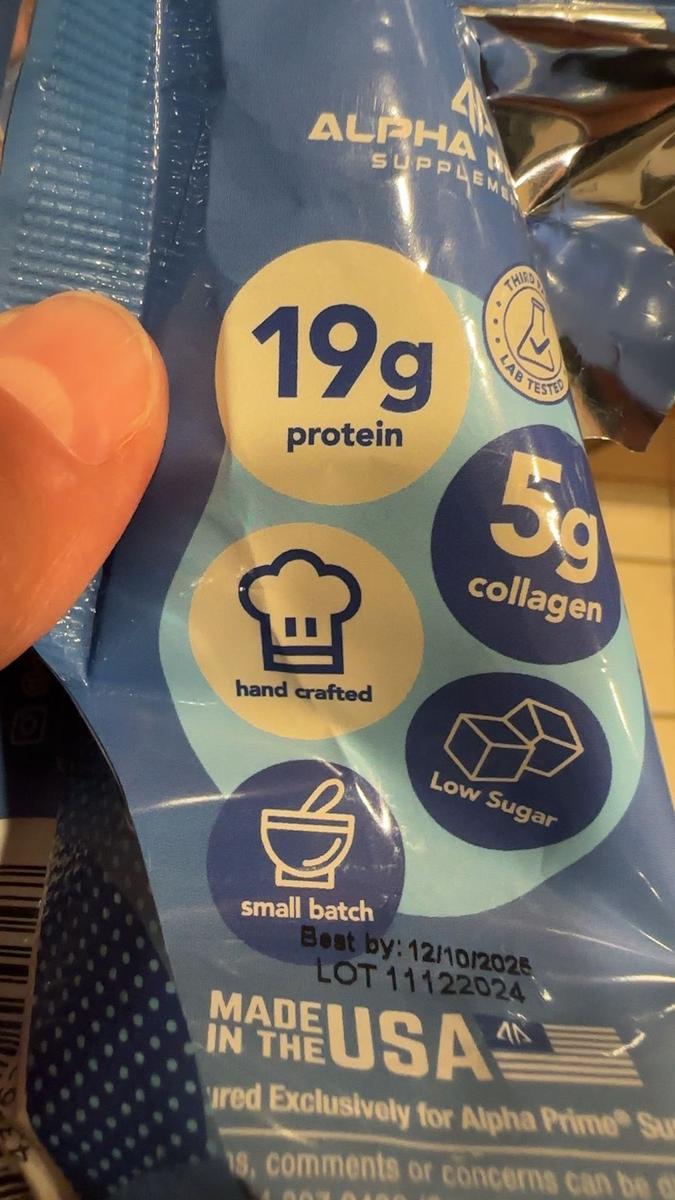 ALPHA
19g
protein
THIRD
LAB TESTED
5g
collagen
hand crafted
Low Sugar
small batch
Best by: 12/10/2025
LOT 11122024
MADE
IN THE
USA
ured Exclusively for Alpha Prime® Su
comments or concerns can be